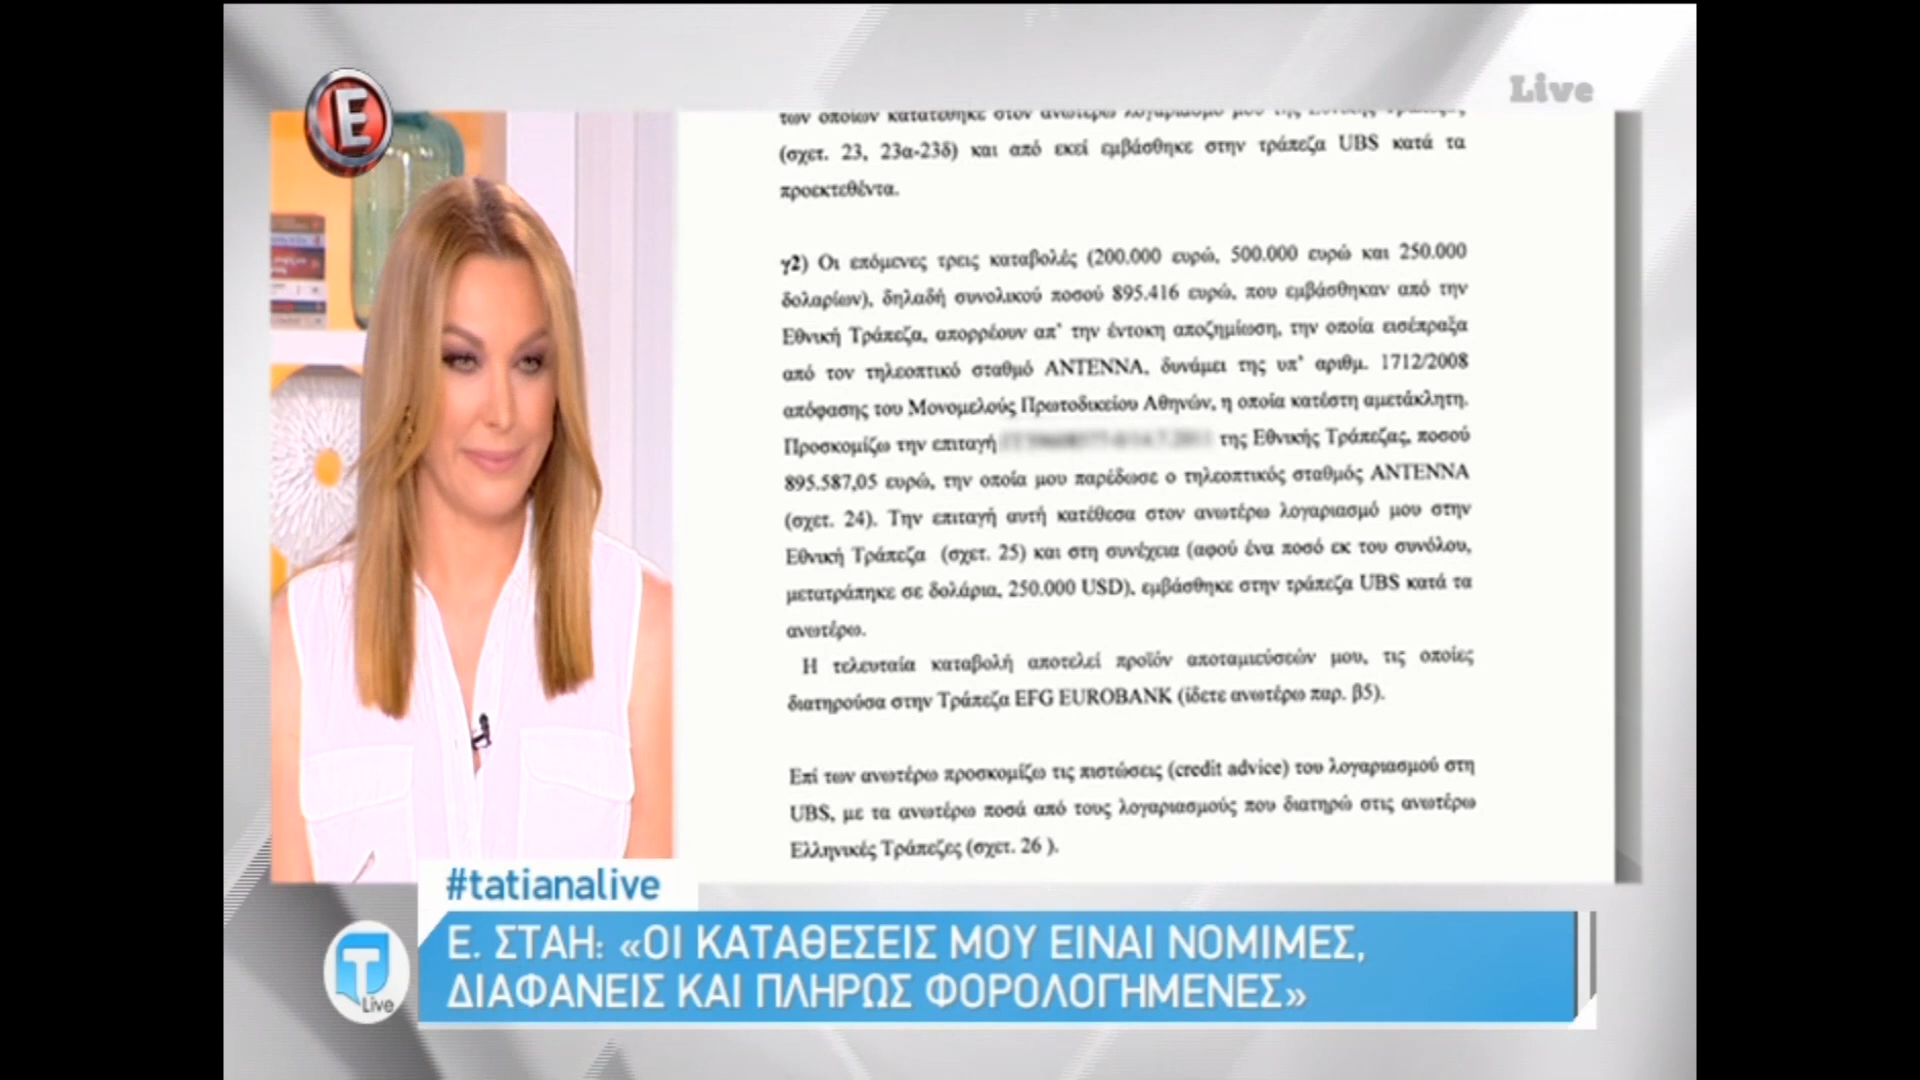 E
Live
των οποίων κατατέθηκε στον ανωτέρω λογαριασμό μου της Εθνικής Τράπεζας
(σχετ. 23, 23α-23δ) και από εκεί εμβάσθηκε στην τράπεζα UBS κατά τα
προεκτεθέντα.
γ2) Οι επόμενες τρεις καταβολές (200.000 ευρώ, 500.000 ευρώ και 250.000
δολαρίων), δηλαδή συνολικού ποσού 895.416 ευρώ, που εμβάσθηκαν από την
Εθνική Τράπεζα, απορρέουν απ' την έντοκη αποζημίωση, την οποία εισέπραξα
από τον τηλεοπτικό σταθμό ANTENNA, δυνάμει της υπ' αριθμ. 1712/2008
απόφασης του Μονομελούς Πρωτοδικείου Αθηνών, η οποία κατέστη αμετάκλητη.
Προσκομίζω την επιταγή της Εθνικής Τράπεζας, ποσού
895.587,05 ευρώ, την οποία μου παρέδωσε ο τηλεοπτικός σταθμός ANTENNA
(σχετ. 24). Την επιταγή αυτή κατέθεσα στον ανωτέρω λογαριασμό μου στην
Εθνική Τράπεζα (σχετ. 25) και στη συνέχεια (αφού ένα ποσό εκ του συνόλου,
μετατράπηκε σε δολάρια, 250.000 USD), εμβάσθηκε στην τράπεζα UBS κατά τα
ανωτέρω.
Η τελευταία καταβολή αποτελεί προϊόν αποταμιεύσεών μου, τις οποίες
διατηρούσα στην Τράπεζα EFG EUROBANK (ίδετε ανωτέρω παρ. β5).
Επί των ανωτέρω προσκομίζω τις πιστώσεις (credit advice) του λογαριασμού στη
UBS, με τα ανωτέρω ποσά από τους λογαριασμούς που διατηρώ στις ανωτέρω
Ελληνικές Τράπεζες (σχετ. 26 ).
#tatianalive
Ε. ΣΤΑΗ: «ΟΙ ΚΑΤΑΘΕΣΕΙΣ ΜΟΥ ΕΙΝΑΙ ΝΟΜΙΜΕΣ,
ΔΙΑΦΑΝΕΙΣ ΚΑΙ ΠΛΗΡΩΣ ΦΟΡΟΛΟΓΗΜΕΝΕΣ»
T
Live